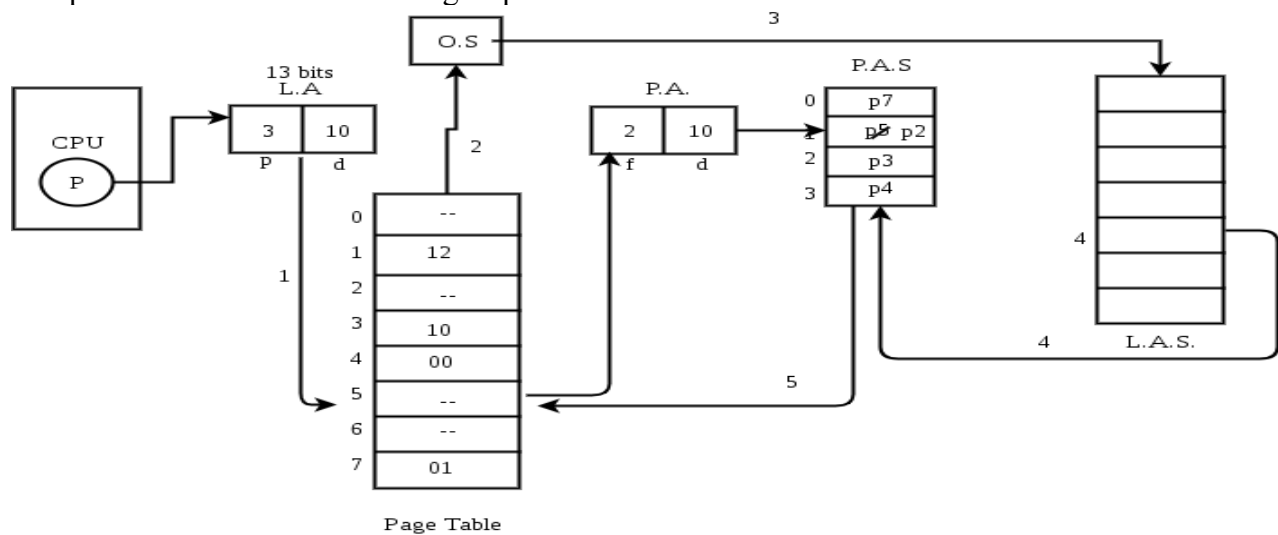 3
O.S
13 bits
L.A
P.A.
P.A.S
CPU
P
3 10
P d
2
2 10
f d
0 p7
1 p5 p2
2 p3
3 p4
0 --
1 12
2 --
3 10
4 00
5 --
6 --
7 01
1
4
5
4
L.A.S.
Page Table